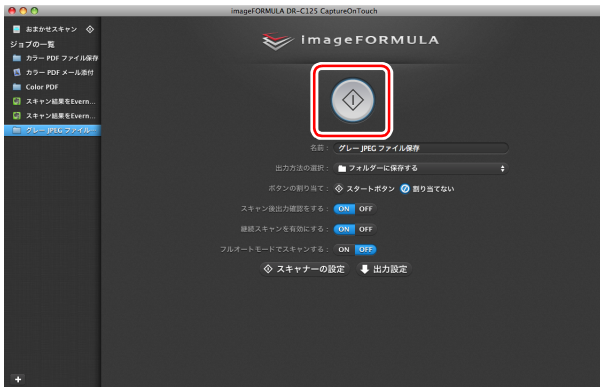 imageFORMULA DR-C125 CaptureOnTouch
おまかせスキャン
ジョブの一覧
カラー PDF ファイル保存
カラー PDF メール添付
Color PDF
スキャン結果をEvern...
スキャン結果をEvern...
グレー JPEG ファイル...
imageFORMULA
名前： グレー JPEG ファイル保存
出力方法の選択： フォルダーに保存する
ボタンの割り当て： スタートボタン 割り当てない
スキャン後出力確認をする： ON OFF
継続スキャンを有効にする： ON OFF
フルオートモードでスキャンする： ON OFF
スキャナーの設定 出力設定
+